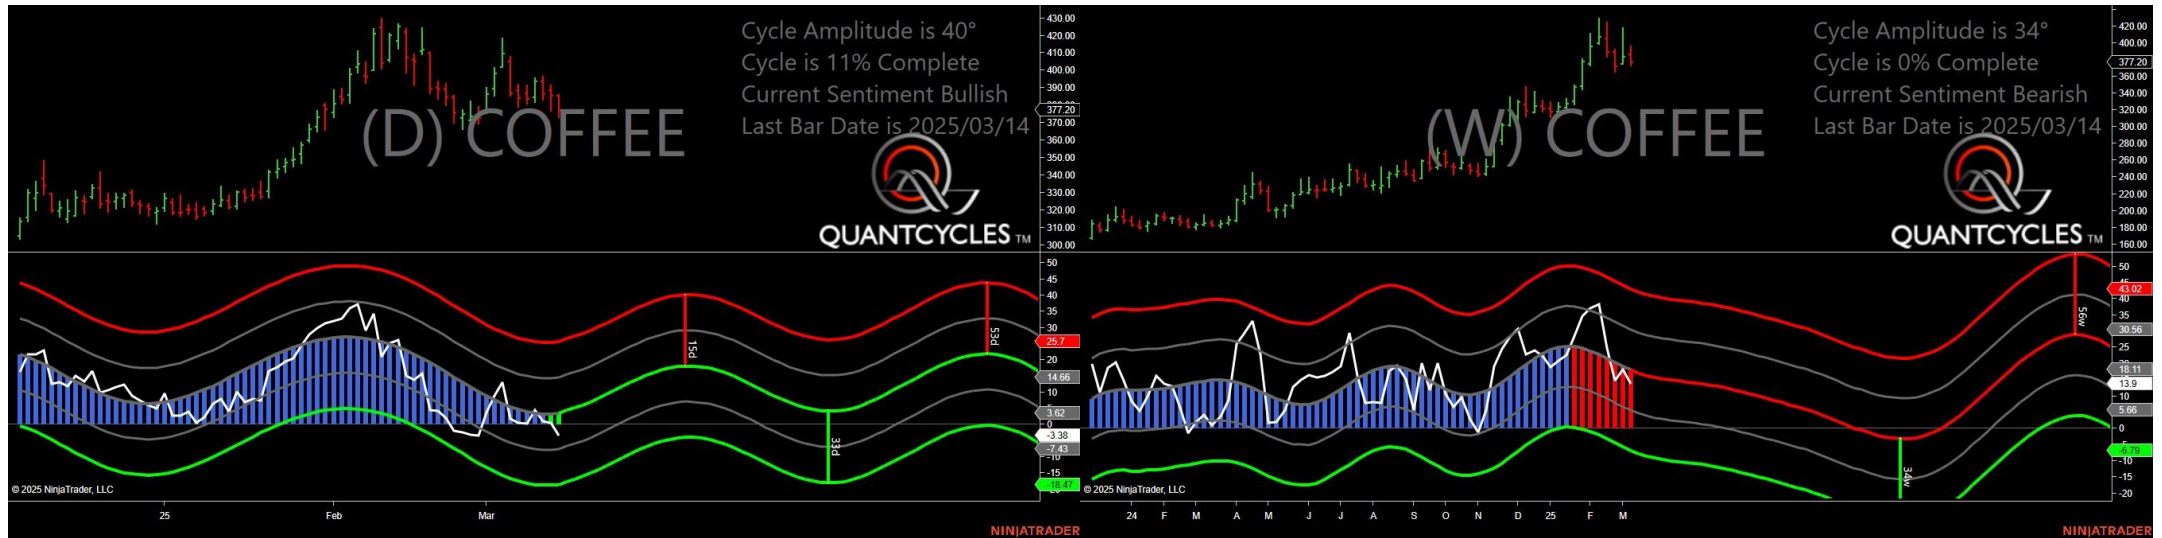 Cycle Amplitude is 40°
Cycle is 11% Complete
Current Sentiment Bullish
Last Bar Date is 2025/03/14
(D) COFFEE
QUANTCYCLES TM
430.00
420.00
410.00
400.00
390.00
377.20
370.00
360.00
350.00
340.00
330.00
320.00
310.00
300.00
50
45
40
35
30
25.7
20
14.66
10
3.62
0
-3.38
-7.43
-10
-15
-18.47
15d
33d
53d
© 2025 NinjaTrader, LLC
25 Feb Mar
NINJATRADER
Cycle Amplitude is 34°
Cycle is 0% Complete
Current Sentiment Bearish
Last Bar Date is 2025/03/14
(W) COFFEE
QUANTCYCLES TM
420.00
400.00
377.20
360.00
340.00
320.00
300.00
280.00
260.00
240.00
220.00
200.00
180.00
160.00
50
43.02
40
35
30.56
25
18.11
13.9
10
5.66
0
-6.79
-10
-15
-20
34w
56w
© 2025 NinjaTrader, LLC
24 F M A M J J A S O N D 25 F M
NINJATRADER